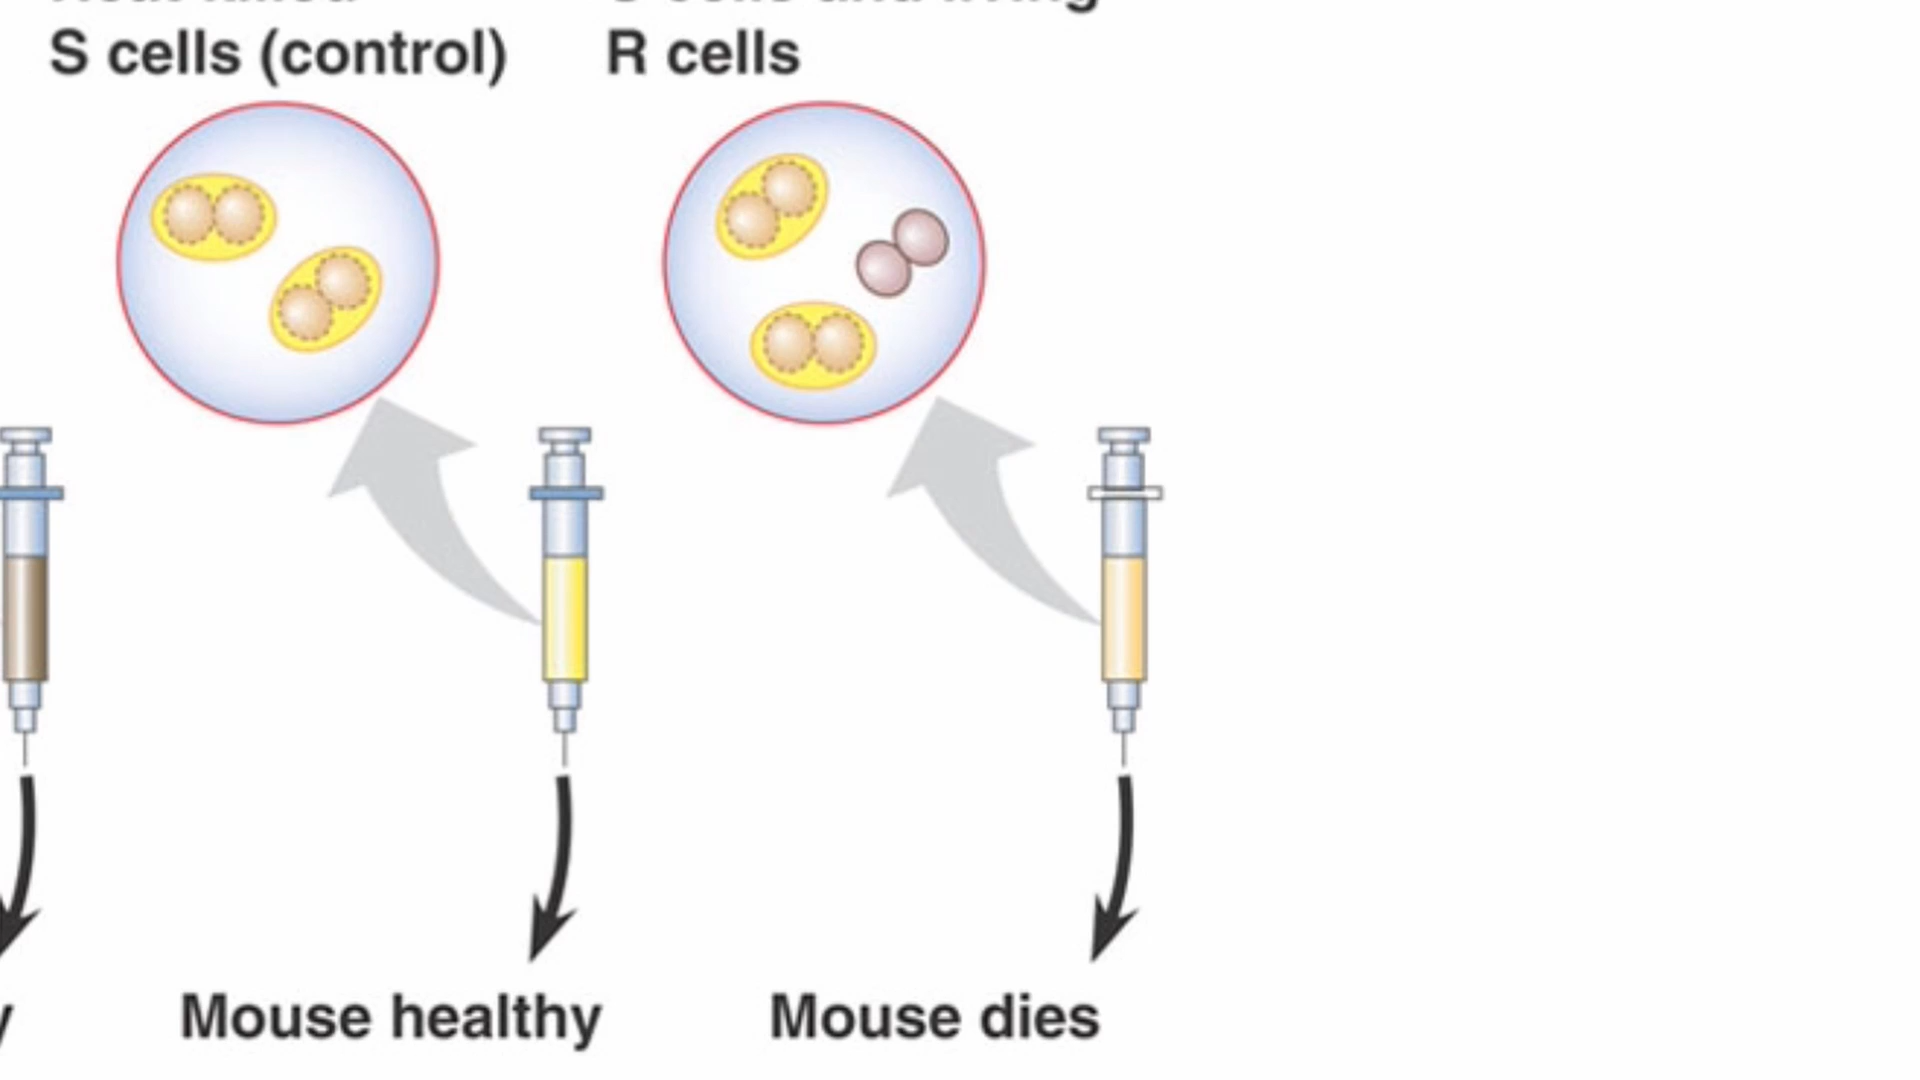 S cells (control)
R cells
Mouse healthy
Mouse dies